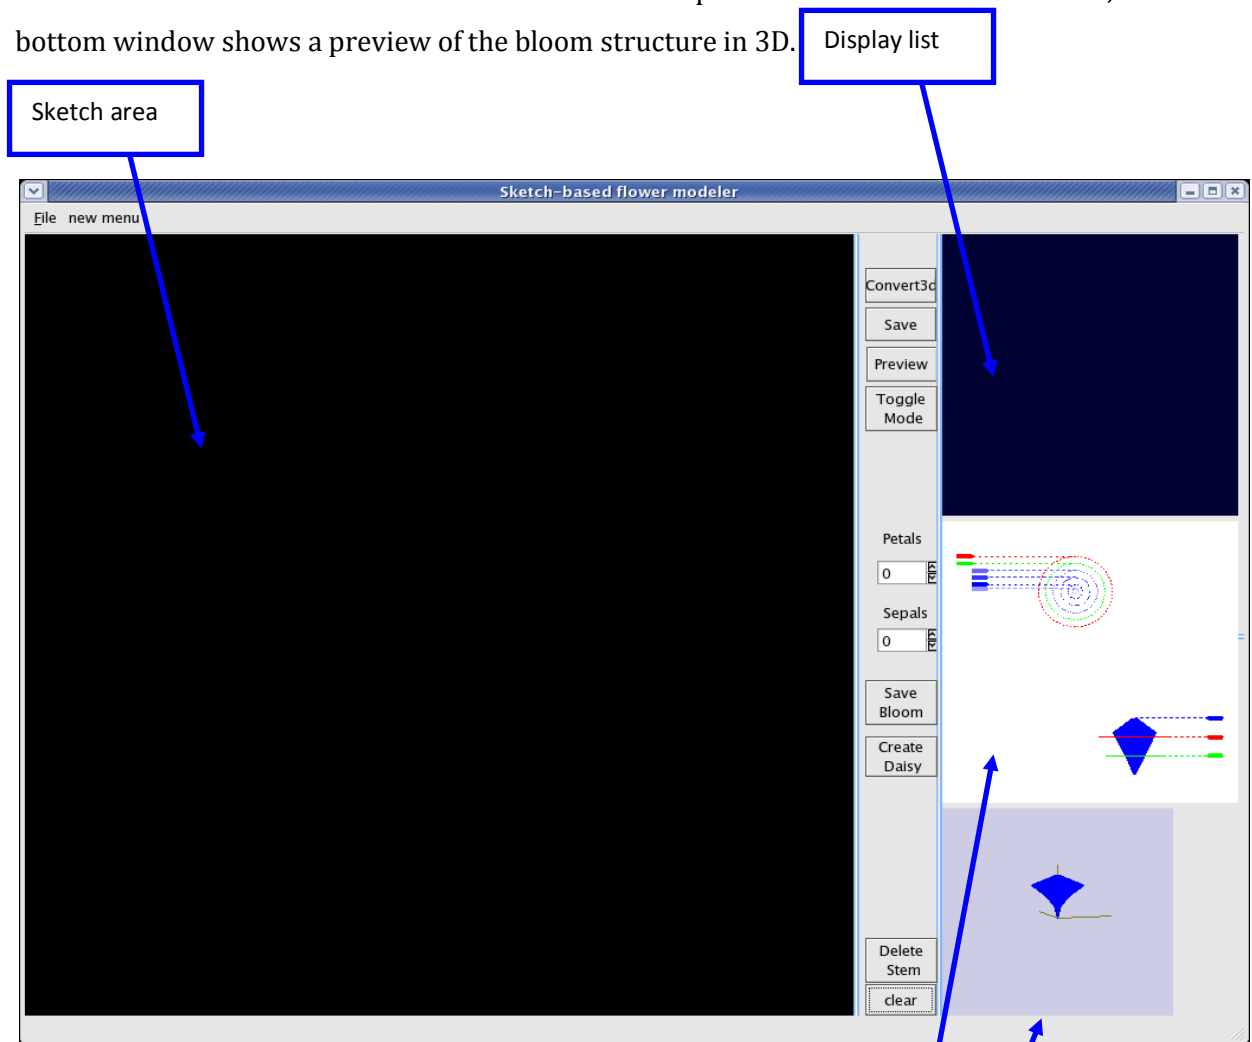 bottom window shows a preview of the bloom structure in 3D.
Display list
Sketch area
Sketch-based flower modeler
File new menu
Convert3d
Save
Preview
Toggle
Mode
Petals
0
Sepals
0
Save
Bloom
Create
Daisy
Delete
Stem
clear